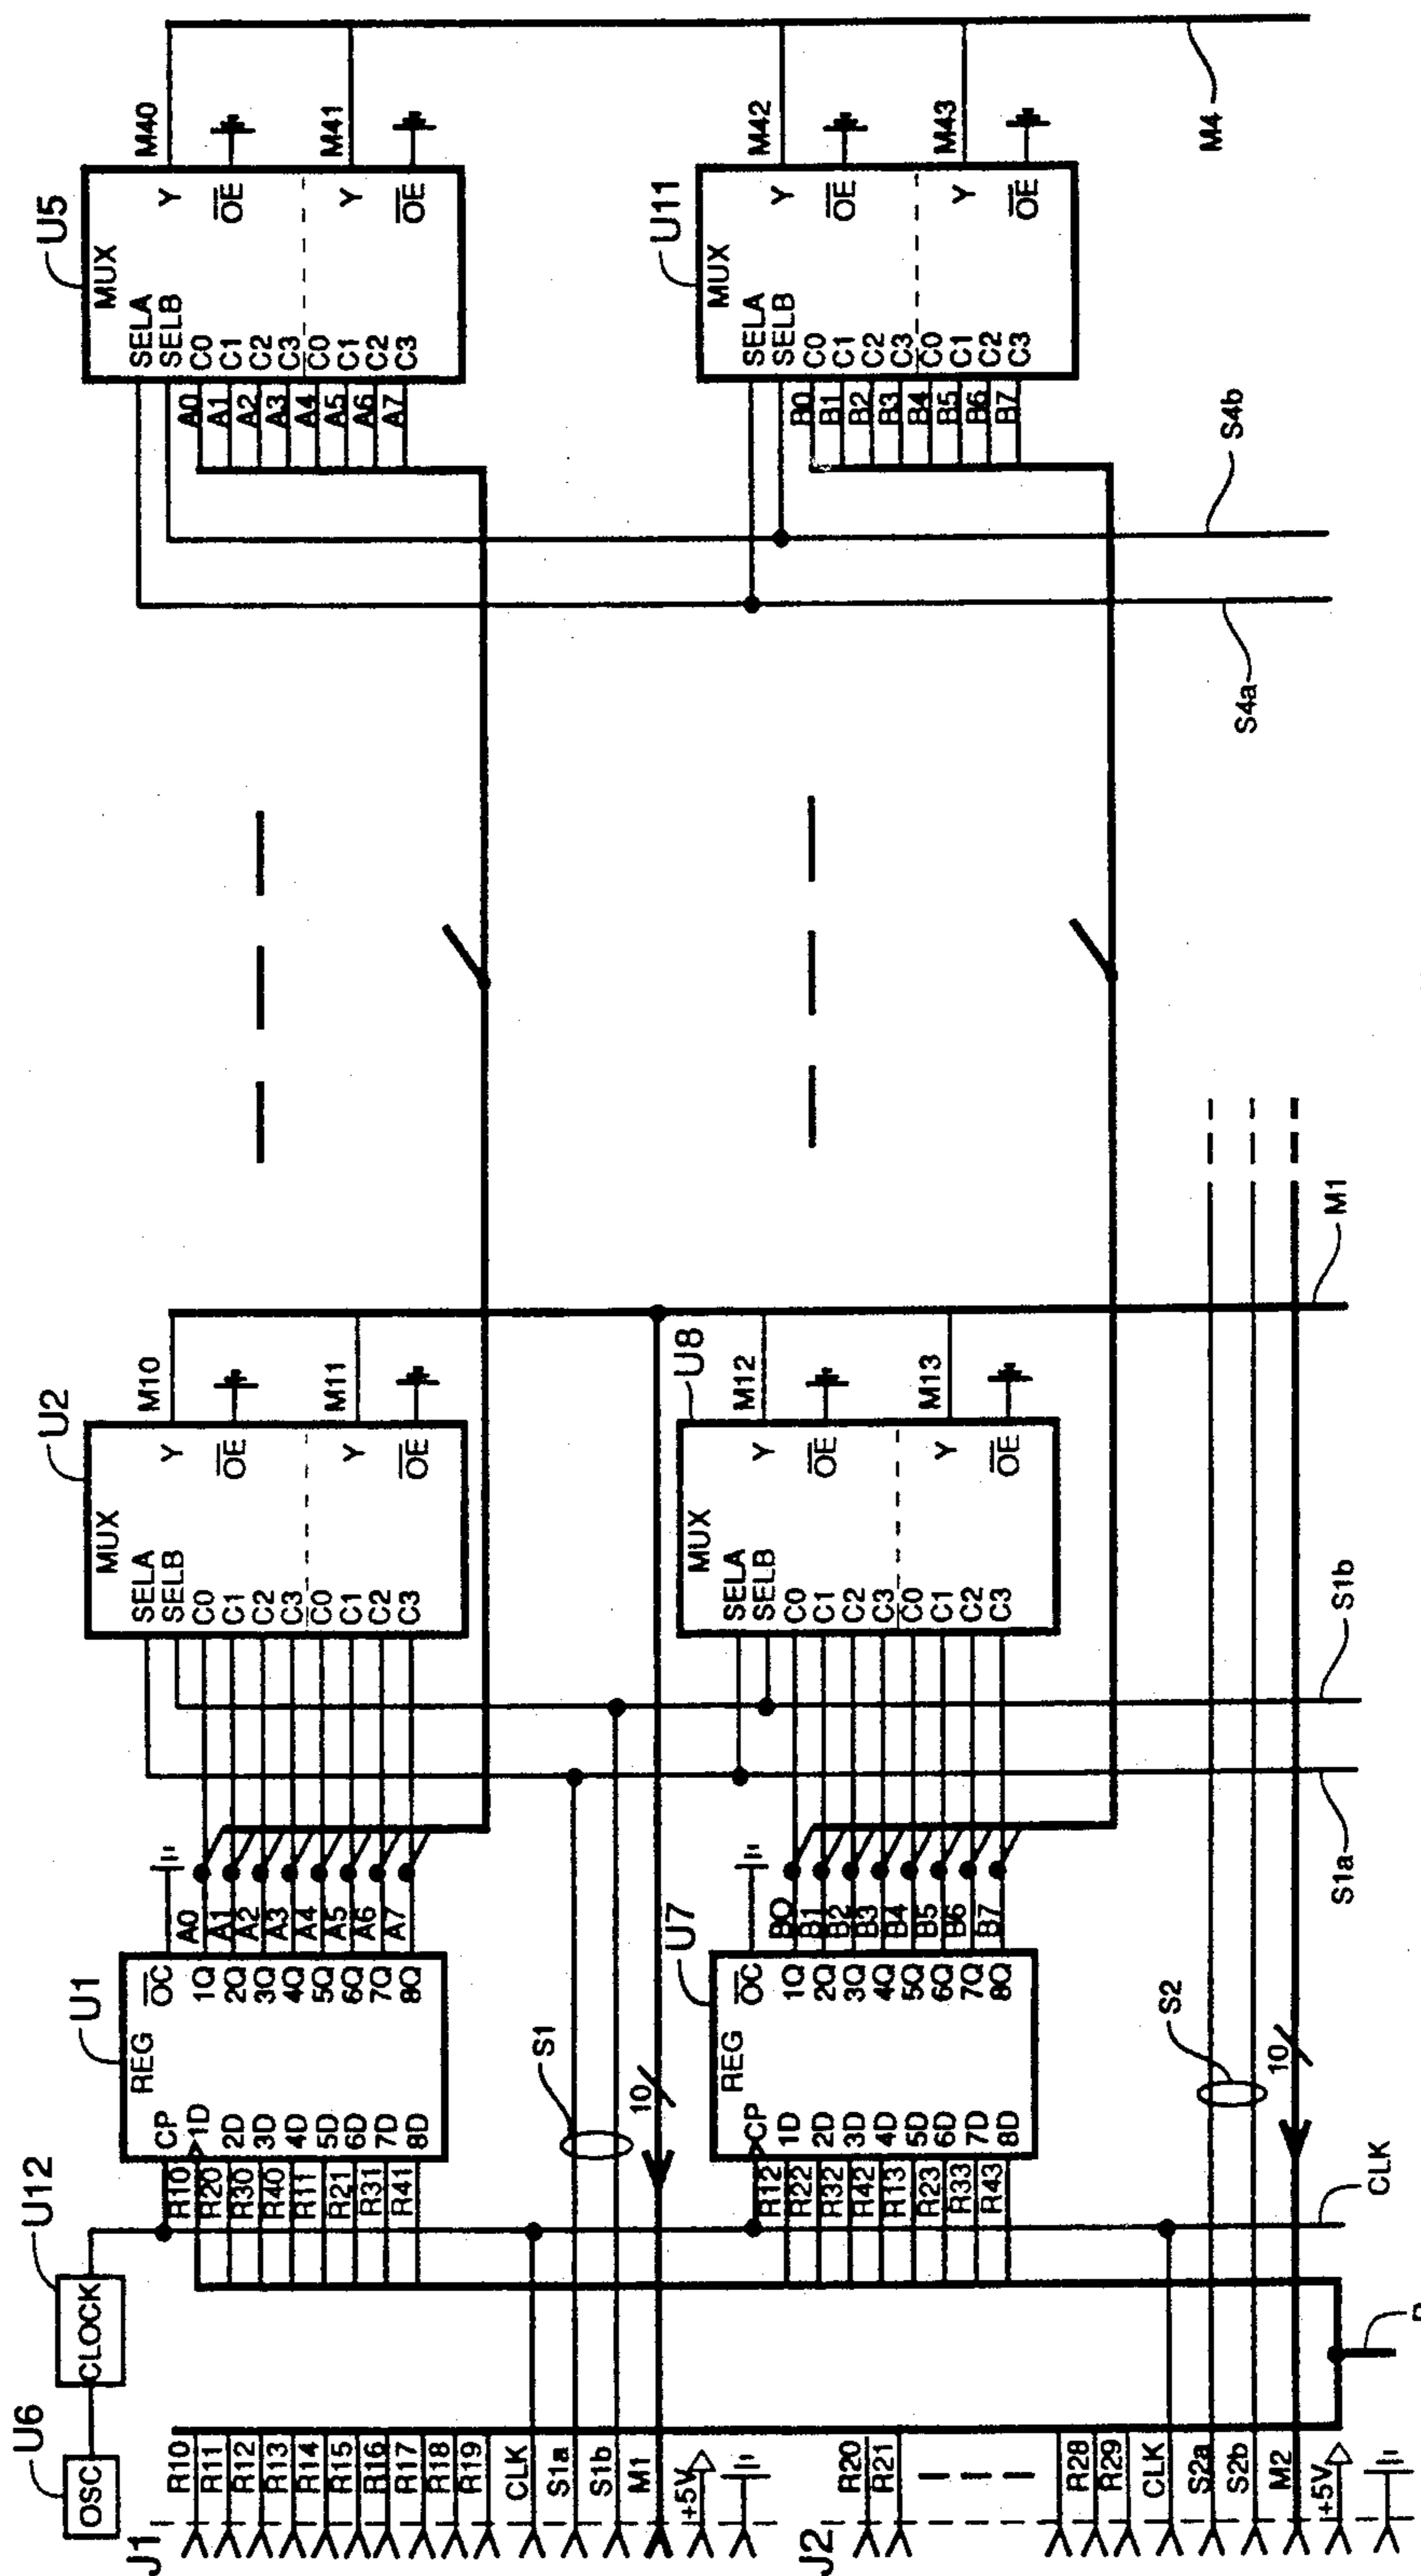 U6
OSC
U12
CLOCK
J1
R10
R11
R12
R13
R14
R15
R16
R17
R18
R19
CLK
S1a
S1b
M1
+5V
J2
R20
R21
R28
R29
CLK
S2a
S2b
M2
+5V
U1
REG
CP
1D
2D
3D
4D
5D
6D
7D
8D
R10
R20
R30
R40
R11
R21
R31
R41
OC
1Q
2Q
3Q
4Q
5Q
6Q
7Q
8Q
A0
A1
A2
A3
A4
A5
A6
A7
S1
10
U7
REG
CP
1D
2D
3D
4D
5D
6D
7D
8D
R12
R22
R32
R42
R13
R23
R33
R43
OC
1Q
2Q
3Q
4Q
5Q
6Q
7Q
8Q
B0
B1
B2
B3
B4
B5
B6
B7
S2
10
CLK
S1a
S1b
U2
MUX
SELA
SELB
C0
C1
C2
C3
C0
C1
C2
C3
Y
OE
Y
OE
M10
M11
U8
MUX
SELA
SELB
C0
C1
C2
C3
C0
C1
C2
C3
Y
OE
Y
OE
M12
M13
M1
S4a
S4b
U5
MUX
SELA
SELB
C0
C1
C2
C3
C0
C1
C2
C3
A0
A1
A2
A3
A4
A5
A6
A7
Y
OE
Y
OE
M40
M41
U11
MUX
SELA
SELB
C0
C1
C2
C3
C0
C1
C2
C3
B0
B1
B2
B3
B4
B5
B6
B7
Y
OE
Y
OE
M42
M43
M4